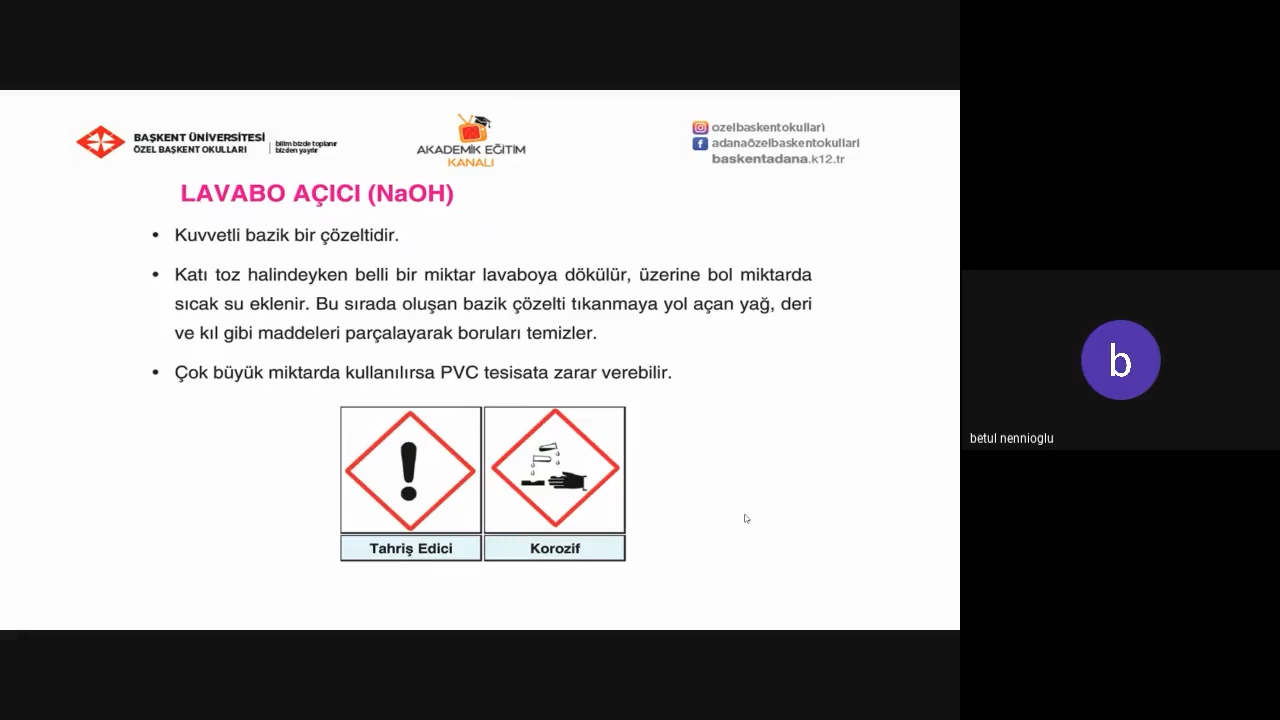 BAŞKENT ÜNİVERSİTESİ
ÖZEL BAŞKENT OKULLARI
bilim bizde toplanır
bizden yayılır
AKADEMİK EĞİTİM
KANALI
ozelbaskentokullari
adanaözelbaskentokullari
baskentadana.k12.tr
LAVABO AÇICI (NaOH)
• Kuvvetli bazik bir çözeltidir.
• Katı toz halindeyken belli bir miktar lavaboya dökülür, üzerine bol miktarda
sıcak su eklenir. Bu sırada oluşan bazik çözelti tıkanmaya yol açan yağ, deri
ve kıl gibi maddeleri parçalayarak boruları temizler.
• Çok büyük miktarda kullanılırsa PVC tesisata zarar verebilir.
Tahriş Edici
Korozif
b
betul nennioglu